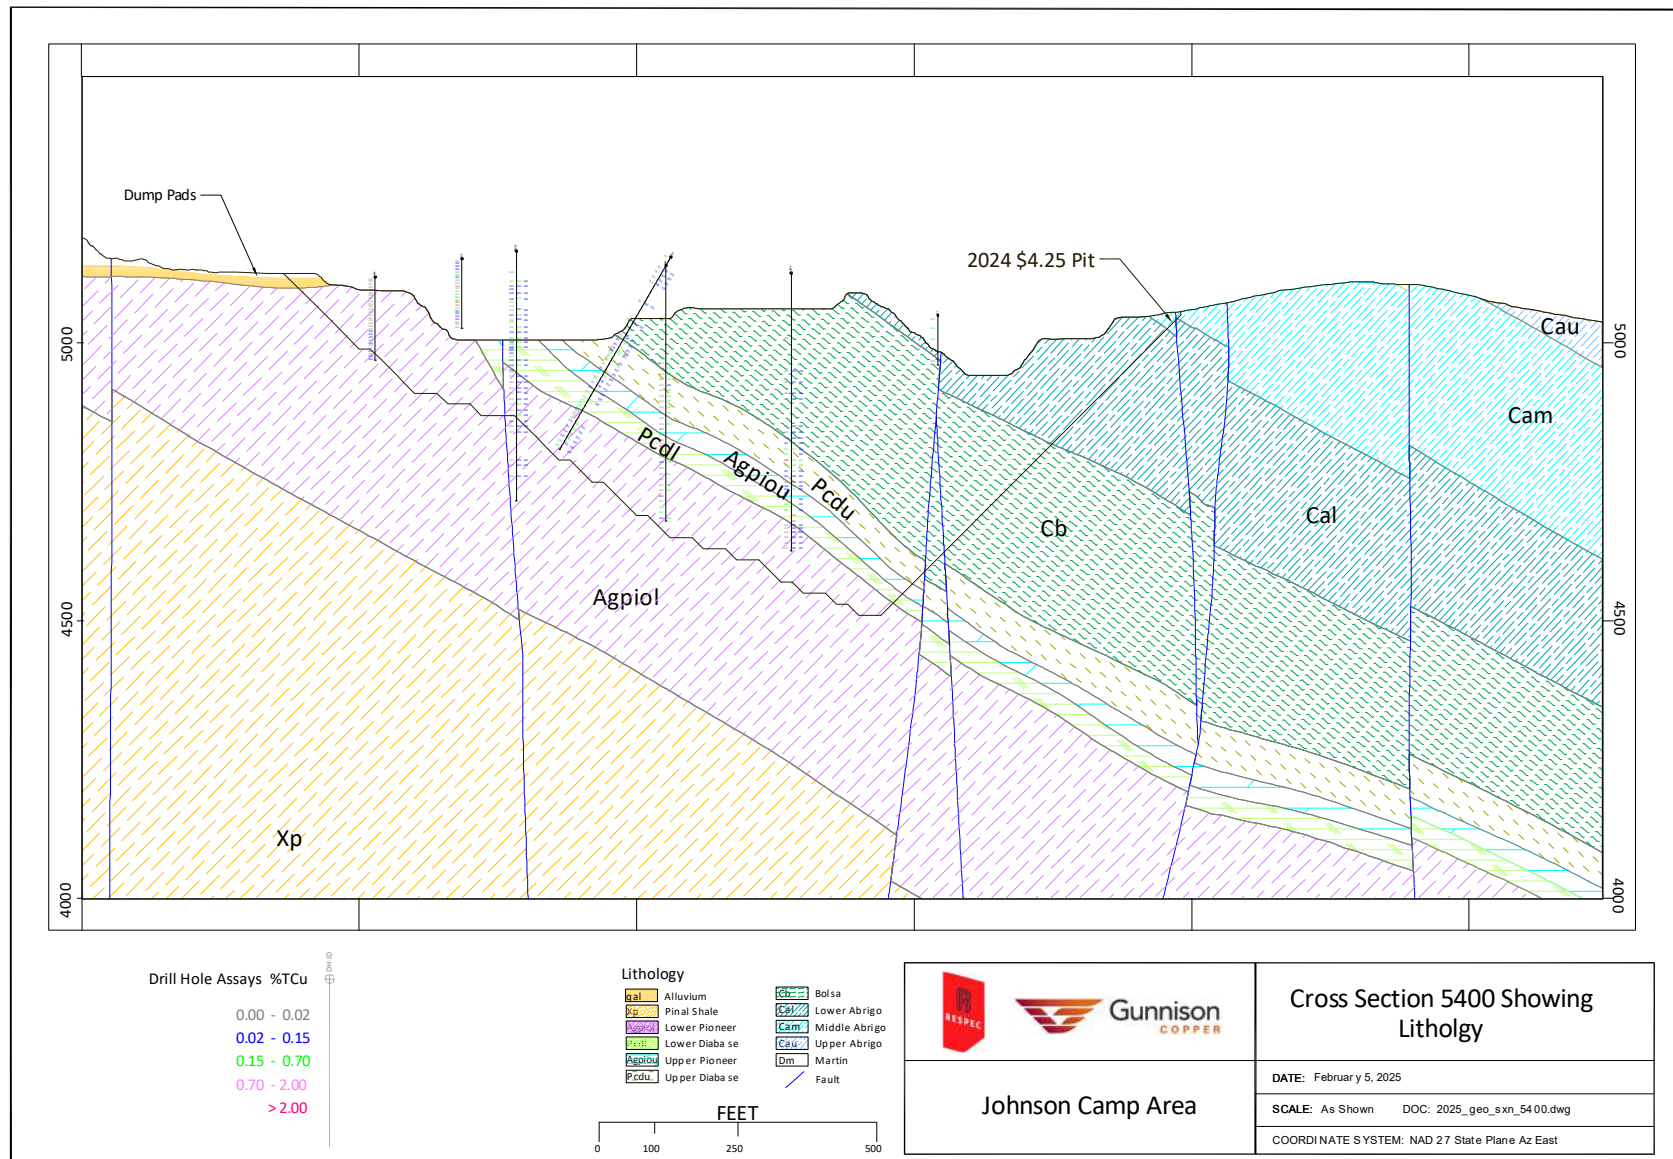 Dump Pads
2024 $4.25 Pit
5000
5000
Cau
Cam
Pcdl
Agpiou
Pcdu
Cal
Cb
Agpiol
4500
4500
Xp
4000
4000
Drill Hole Assays %TCu
DH-ID
0.00 - 0.02
0.02 - 0.15
0.15 - 0.70
0.70 - 2.00
> 2.00
Lithology
qal Alluvium
Xp Pinal Shale
Agpiol Lower Pioneer
Lower Diabase
Agpiou Upper Pioneer
Pcdu Upper Diabase
Cb Bolsa
Cal Lower Abrigo
Cam Middle Abrigo
Cau Upper Abrigo
Dm Martin
Fault
FEET
0 100 250 500
RESPEC
Gunnison
COPPER
Johnson Camp Area
Cross Section 5400 Showing
Litholgy
DATE: February 5, 2025
SCALE: As Shown DOC: 2025_geo_sxn_5400.dwg
COORDINATE SYSTEM: NAD 27 State Plane Az East